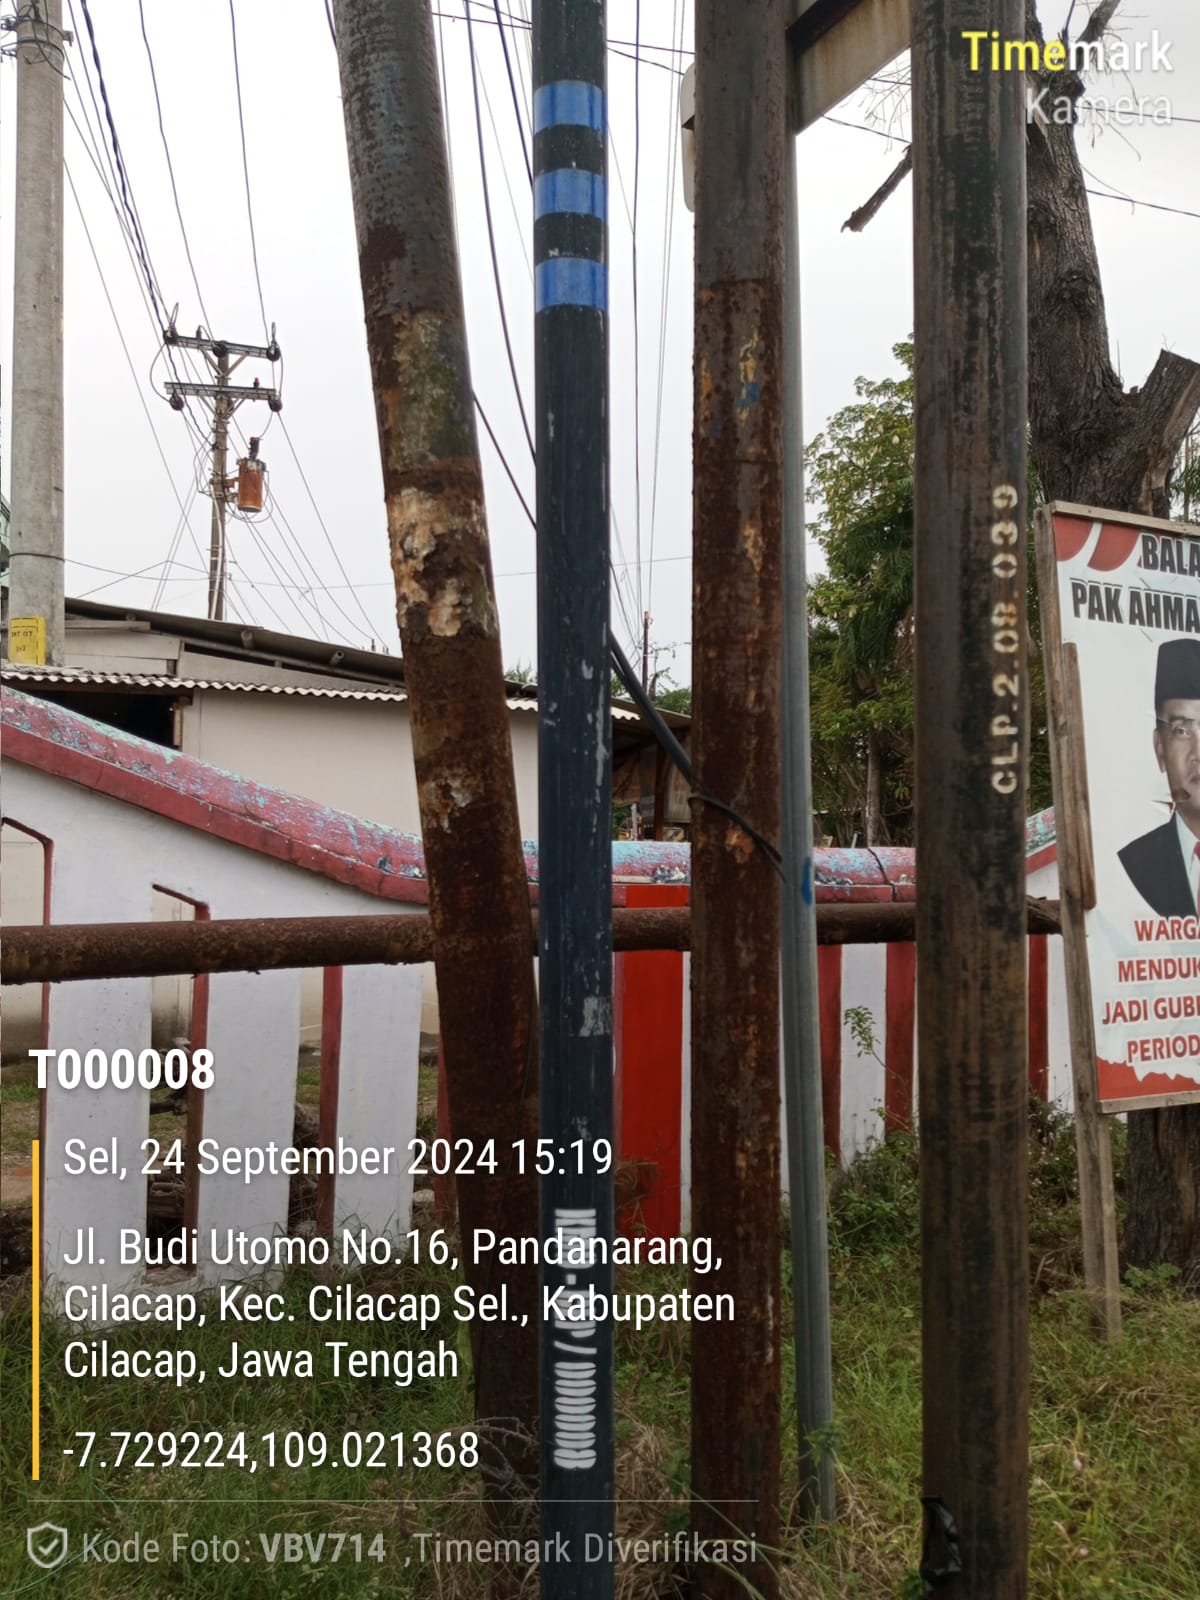 Timemark
Kamera
CLP.2.08.039
BALA
PAK AHMA
WARGA
MENDUK
JADI GUBE
PERIOD
T000008
Sel, 24 September 2024 15:19
Jl. Budi Utomo No.16, Pandanarang,
Cilacap, Kec. Cilacap Sel., Kabupaten
Cilacap, Jawa Tengah
-7.729224,109.021368
Kode Foto: VBV714 ,Timemark Diverifikasi